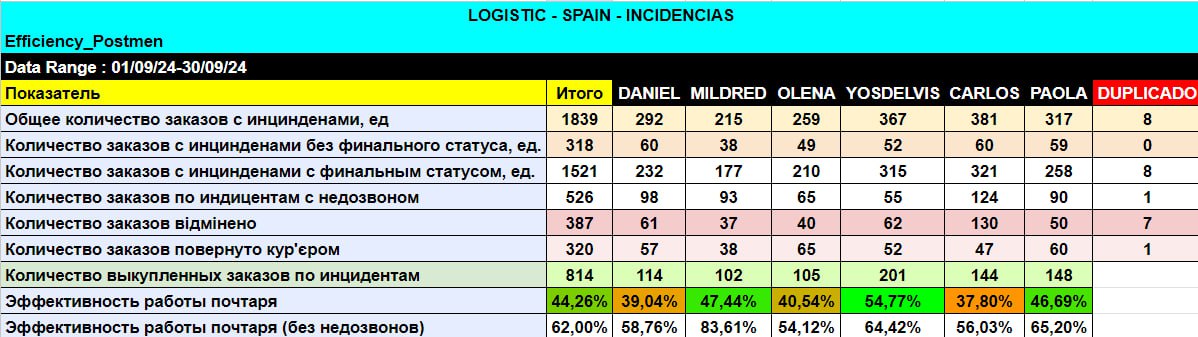 LOGISTIC - SPAIN - INCIDENCIAS
Efficiency_Postmen
Data Range : 01/09/24-30/09/24
Показатель Итого DANIEL MILDRED OLENA YOSDELVIS CARLOS PAOLA DUPLICADO
Общее количество заказов с инцинденами, ед 1839 292 215 259 367 381 317 8
Количество заказов с инцинденами без финального статуса, ед. 318 60 38 49 52 60 59 0
Количество заказов с инцинденами с финальным статусом, ед. 1521 232 177 210 315 321 258 8
Количество заказов по индицентам с недозвоном 526 98 93 65 55 124 90 1
Количество заказов відмінено 387 61 37 40 62 130 50 7
Количество заказов повернуто кур'єром 320 57 38 65 52 47 60 1
Количество выкупленных заказов по инцидентам 814 114 102 105 201 144 148
Эффективность работы почтаря 44,26% 39,04% 47,44% 40,54% 54,77% 37,80% 46,69%
Эффективность работы почтаря (без недозвонов) 62,00% 58,76% 83,61% 54,12% 64,42% 56,03% 65,20%